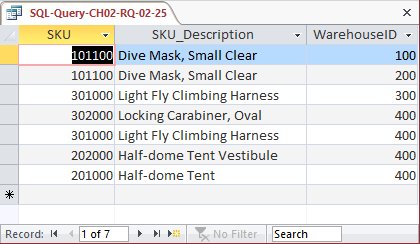 SQL-Query-CH02-RQ-02-25
SKU SKU_Description WarehouseID
101100 Dive Mask, Small Clear 100
101100 Dive Mask, Small Clear 200
301000 Light Fly Climbing Harness 300
302000 Locking Carabiner, Oval 400
301000 Light Fly Climbing Harness 400
202000 Half-dome Tent Vestibule 400
201000 Half-dome Tent 400
Record: 1 of 7 No Filter Search